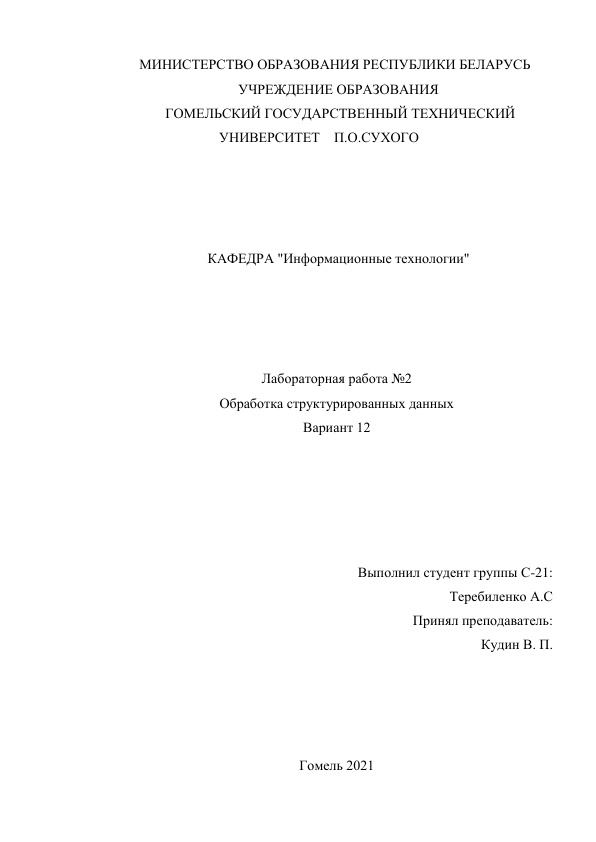 МИНИСТЕРСТВО ОБРАЗОВАНИЯ РЕСПУБЛИКИ БЕЛАРУСЬ
УЧРЕЖДЕНИЕ ОБРАЗОВАНИЯ
ГОМЕЛЬСКИЙ ГОСУДАРСТВЕННЫЙ ТЕХНИЧЕСКИЙ
УНИВЕРСИТЕТ П.О.СУХОГО
КАФЕДРА "Информационные технологии"
Лабораторная работа №2
Обработка структурированных данных
Вариант 12
Выполнил студент группы С-21:
Теребиленко А.С
Принял преподаватель:
Кудин В. П.
Гомель 2021